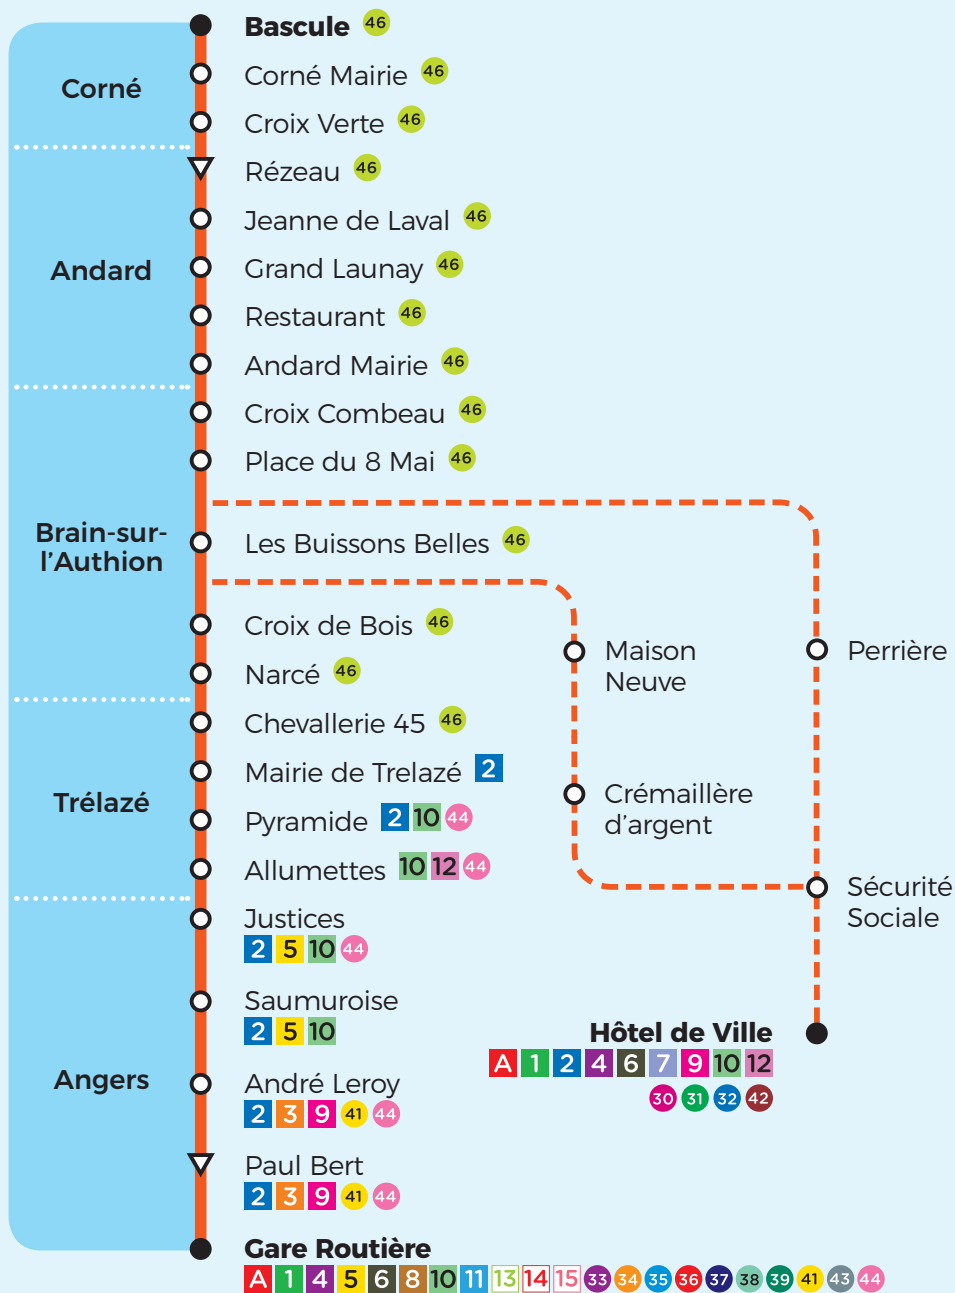 Bascule 46
Corné
Corné Mairie 46
Croix Verte 46
Rézeau 46
Andard
Jeanne de Laval 46
Grand Launay 46
Restaurant 46
Andard Mairie 46
Brain-sur-
l'Authion
Croix Combeau 46
Place du 8 Mai 46
Les Buissons Belles 46
Croix de Bois 46
Narcé 46
Maison
Neuve
Perrière
Trélazé
Chevallerie 45 46
Mairie de Trelazé 2
Pyramide 2 10 44
Allumettes 10 12 44
Crémaillère
d'argent
Sécurité
Sociale
Angers
Justices
2 5 10 44
Saumuroise
2 5 10
Hôtel de Ville
A 1 2 4 6 7 9 10 12
30 31 32 42
André Leroy
2 3 9 41 44
Paul Bert
2 3 9 41 44
Gare Routière
A 1 4 5 6 8 10 11 13 14 15 33 34 35 36 37 38 39 41 43 44